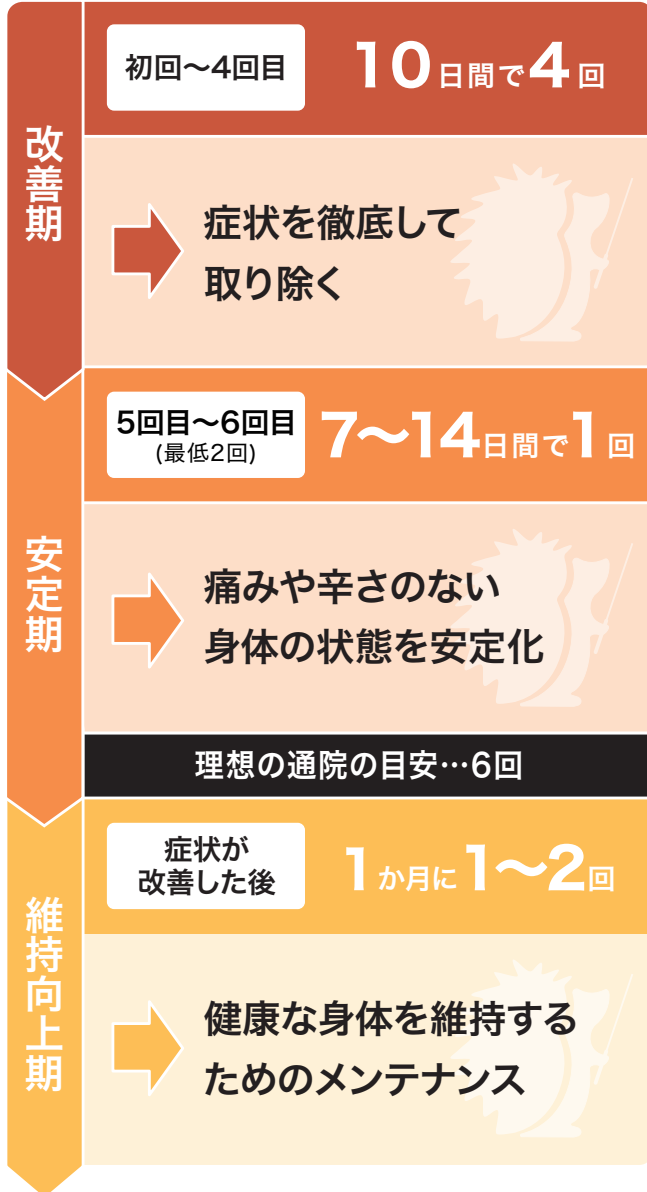 改善期
初回～4回目
10日間で4回
症状を徹底して
取り除く
安定期
5回目～6回目
(最低2回)
7～14日間で1回
痛みや辛さのない
身体の状態を安定化
理想の通院の目安…6回
維持向上期
症状が
改善した後
1か月に1～2回
健康な身体を維持する
ためのメンテナンス